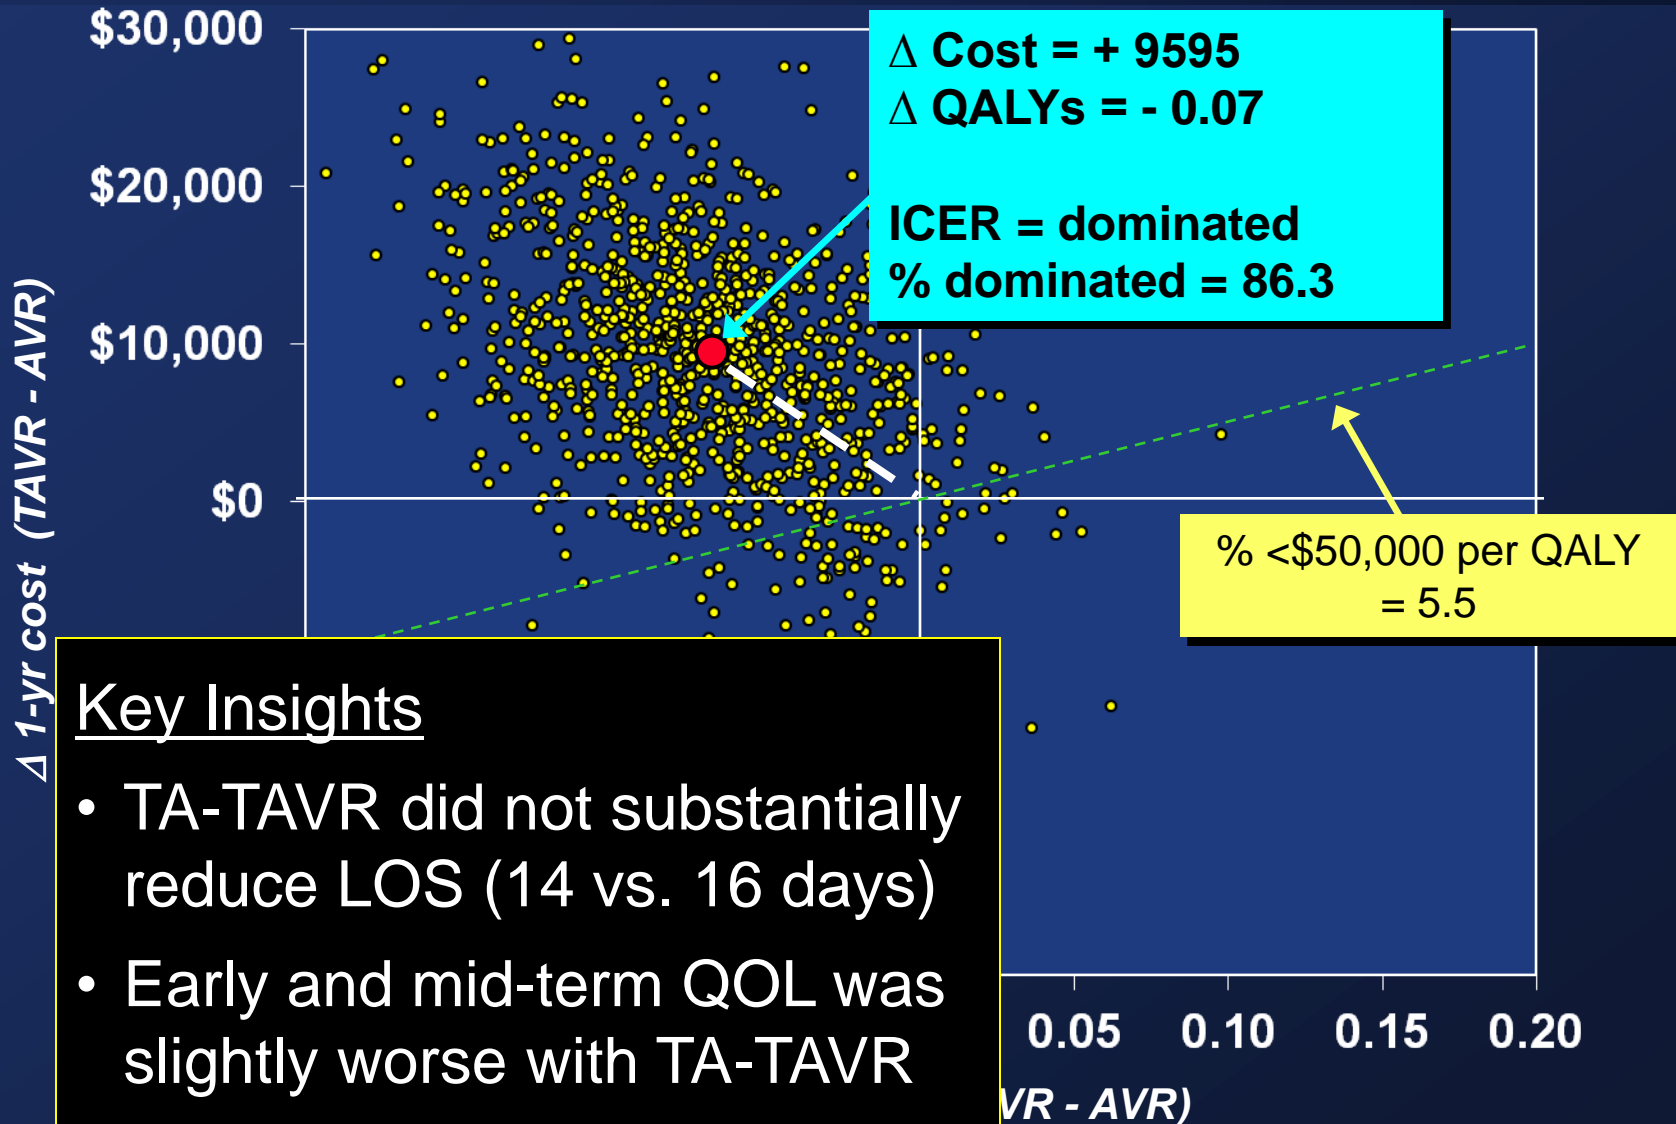 $30,000
$20,000
$10,000
$0
Δ 1-yr cost (TAVR - AVR)
Δ Cost = + 9595
Δ QALYs = - 0.07
ICER = dominated
% dominated = 86.3
% <$50,000 per QALY
= 5.5
Key Insights
• TA-TAVR did not substantially
reduce LOS (14 vs. 16 days)
• Early and mid-term QOL was
slightly worse with TA-TAVR
0.05 0.10 0.15 0.20
VR - AVR)